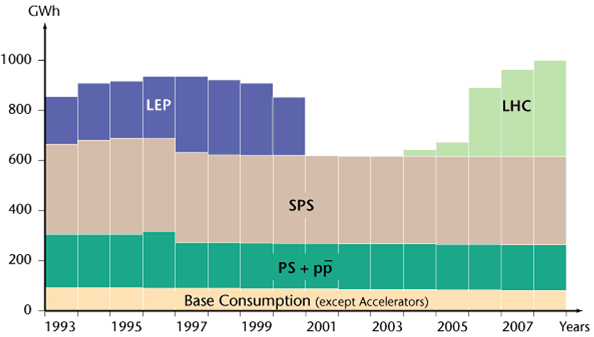 GWh
1000
800
600
400
200
0
LEP
LHC
SPS
PS + pp̅
Base Consumption (except Accelerators)
1993 1995 1997 1999 2001 2003 2005 2007 Years